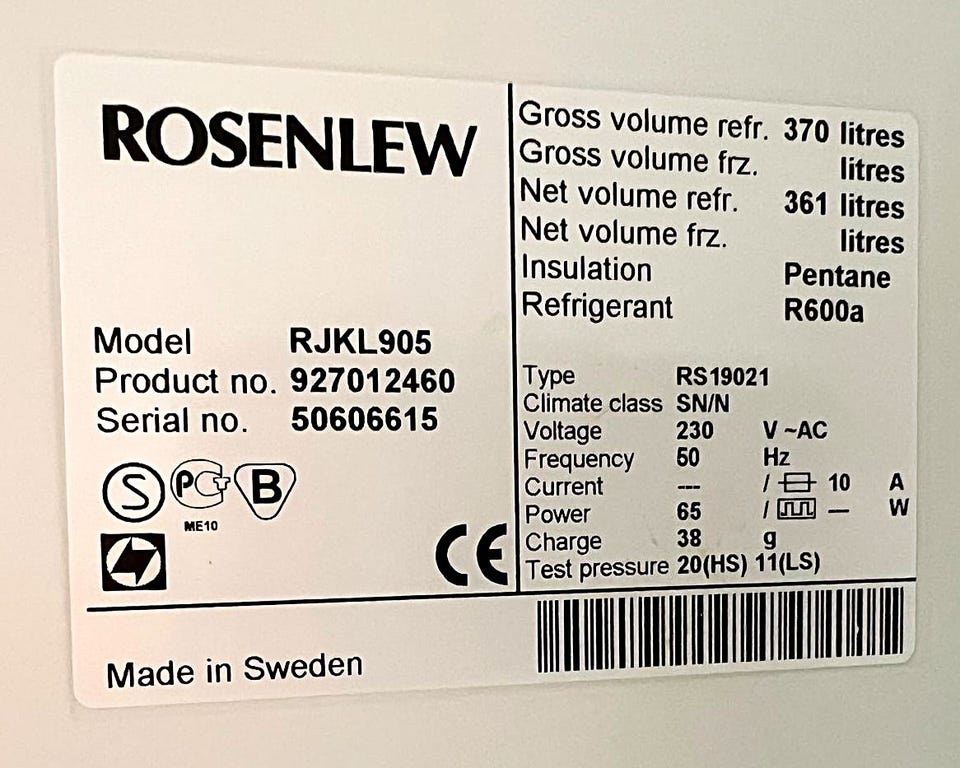 ROSENLEW
Model RJKL905
Product no. 927012460
Serial no. 50606615
S PCT B
ME10
CE
Made in Sweden
Gross volume refr. 370 litres
Gross volume frz. litres
Net volume refr. 361 litres
Net volume frz. litres
Insulation Pentane
Refrigerant R600a
Type RS19021
Climate class SN/N
Voltage 230 V ~AC
Frequency 50 Hz
Current --- / 10 A
Power 65 / — W
Charge 38 g
Test pressure 20(HS) 11(LS)